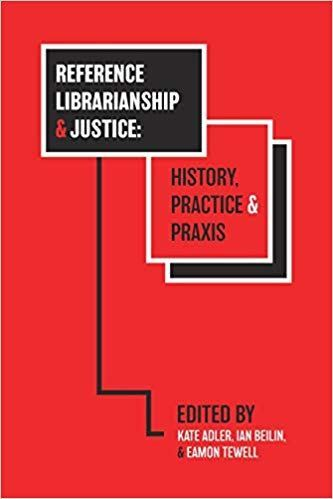 REFERENCE
LIBRARIANSHIP
& JUSTICE:
HISTORY,
PRACTICE &
PRAXIS
EDITED BY
KATE ADLER, IAN BEILIN,
& EAMON TEWELL